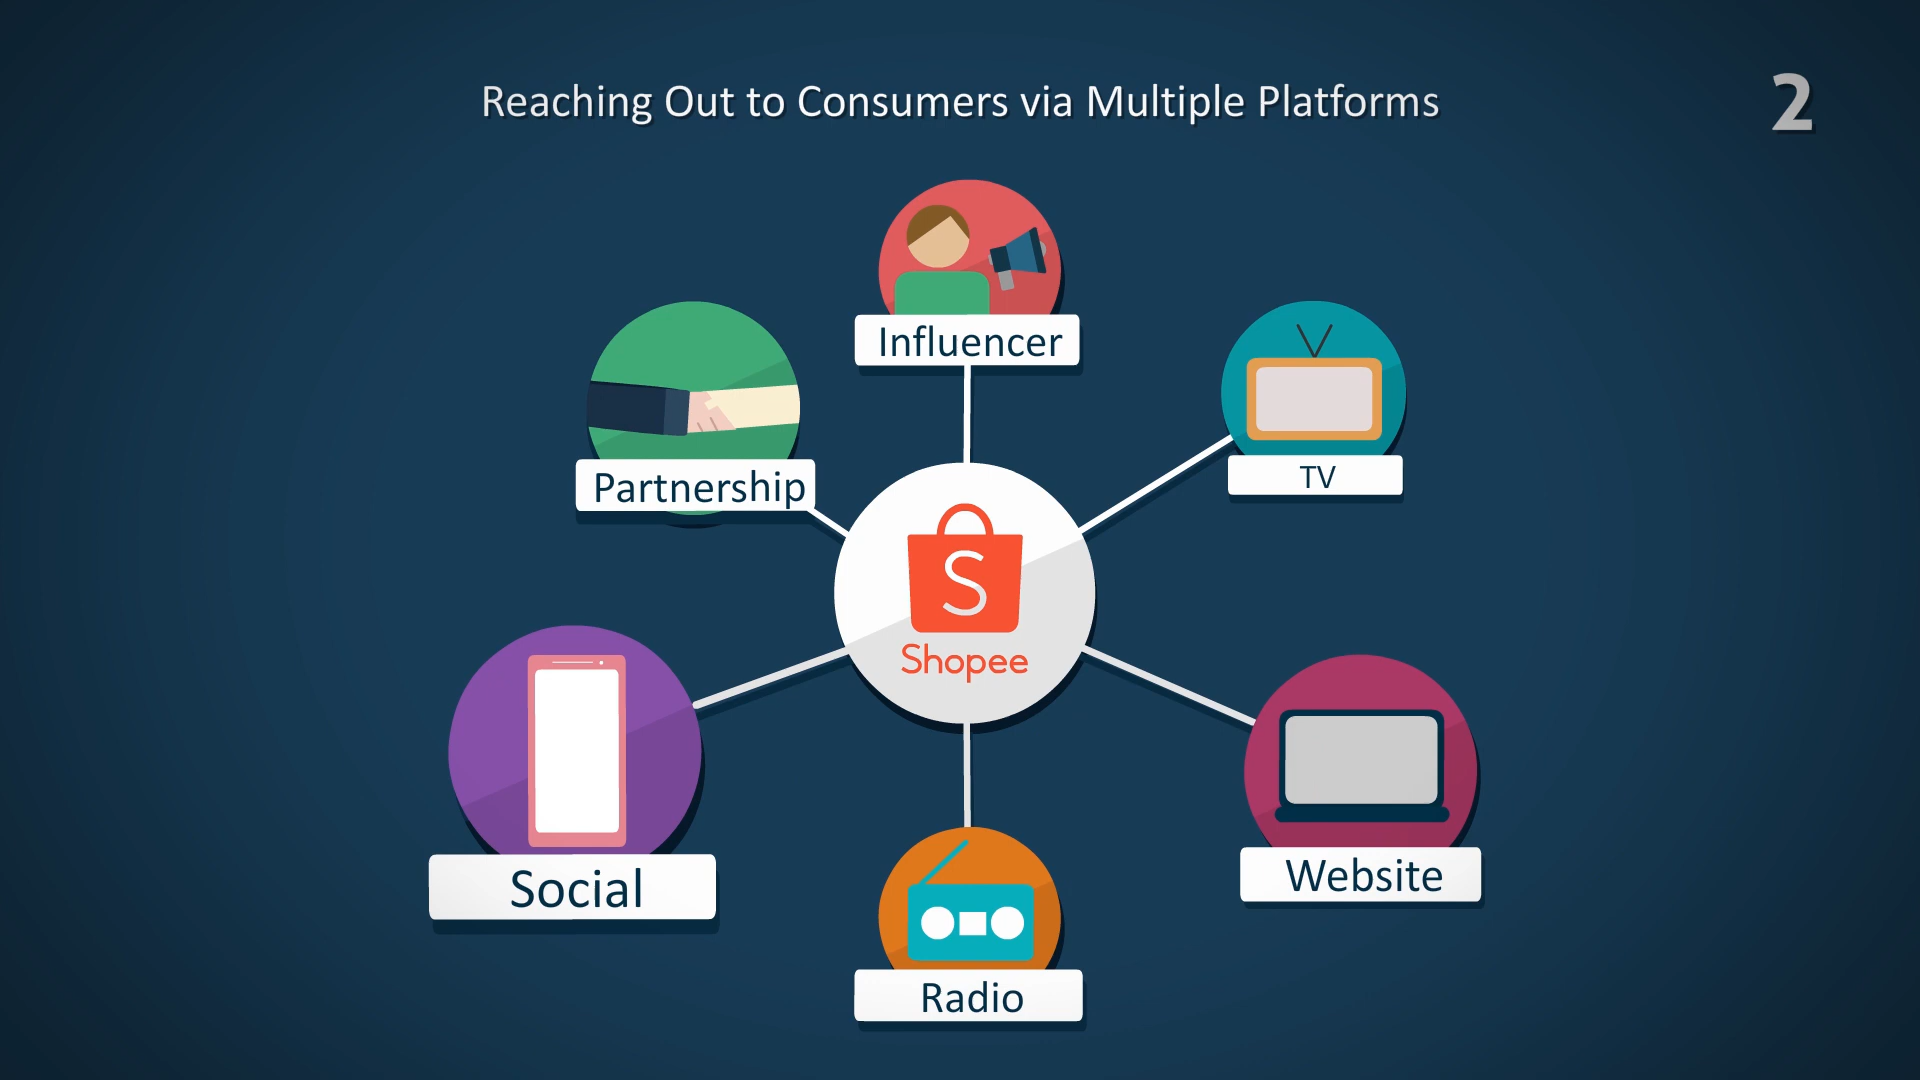 Reaching Out to Consumers via Multiple Platforms
2
Influencer
Partnership
TV
S
Shopee
Social
Website
Radio